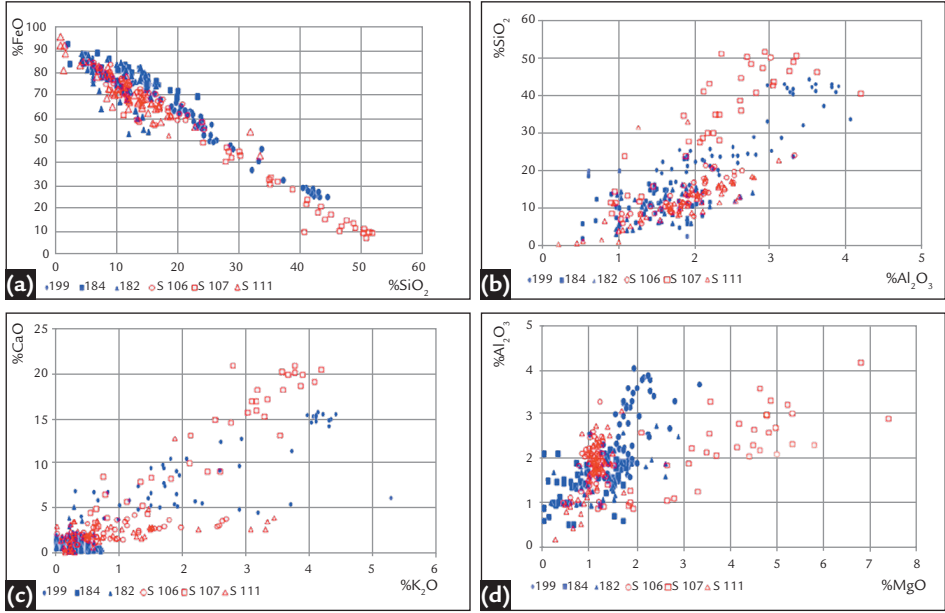 %FeO
100
90
80
70
60
50
40
30
20
10
0
0 10 20 30 40 50 60
(a)
199 184 182 S 106 S 107 S 111
%SiO₂
%SiO₂
60
50
40
30
20
10
0
0 1 2 3 4 5
(b)
199 184 182 S 106 S 107 S 111
%Al₂O₃
%CaO
25
20
15
10
5
0
0 1 2 3 4 5 6
(c)
199 184 182 S 106 S 107 S 111
%K₂O
%Al₂O₃
5
4
3
2
1
0
0 1 2 3 4 5 6 7 8
(d)
199 184 182 S 106 S 107 S 111
%MgO